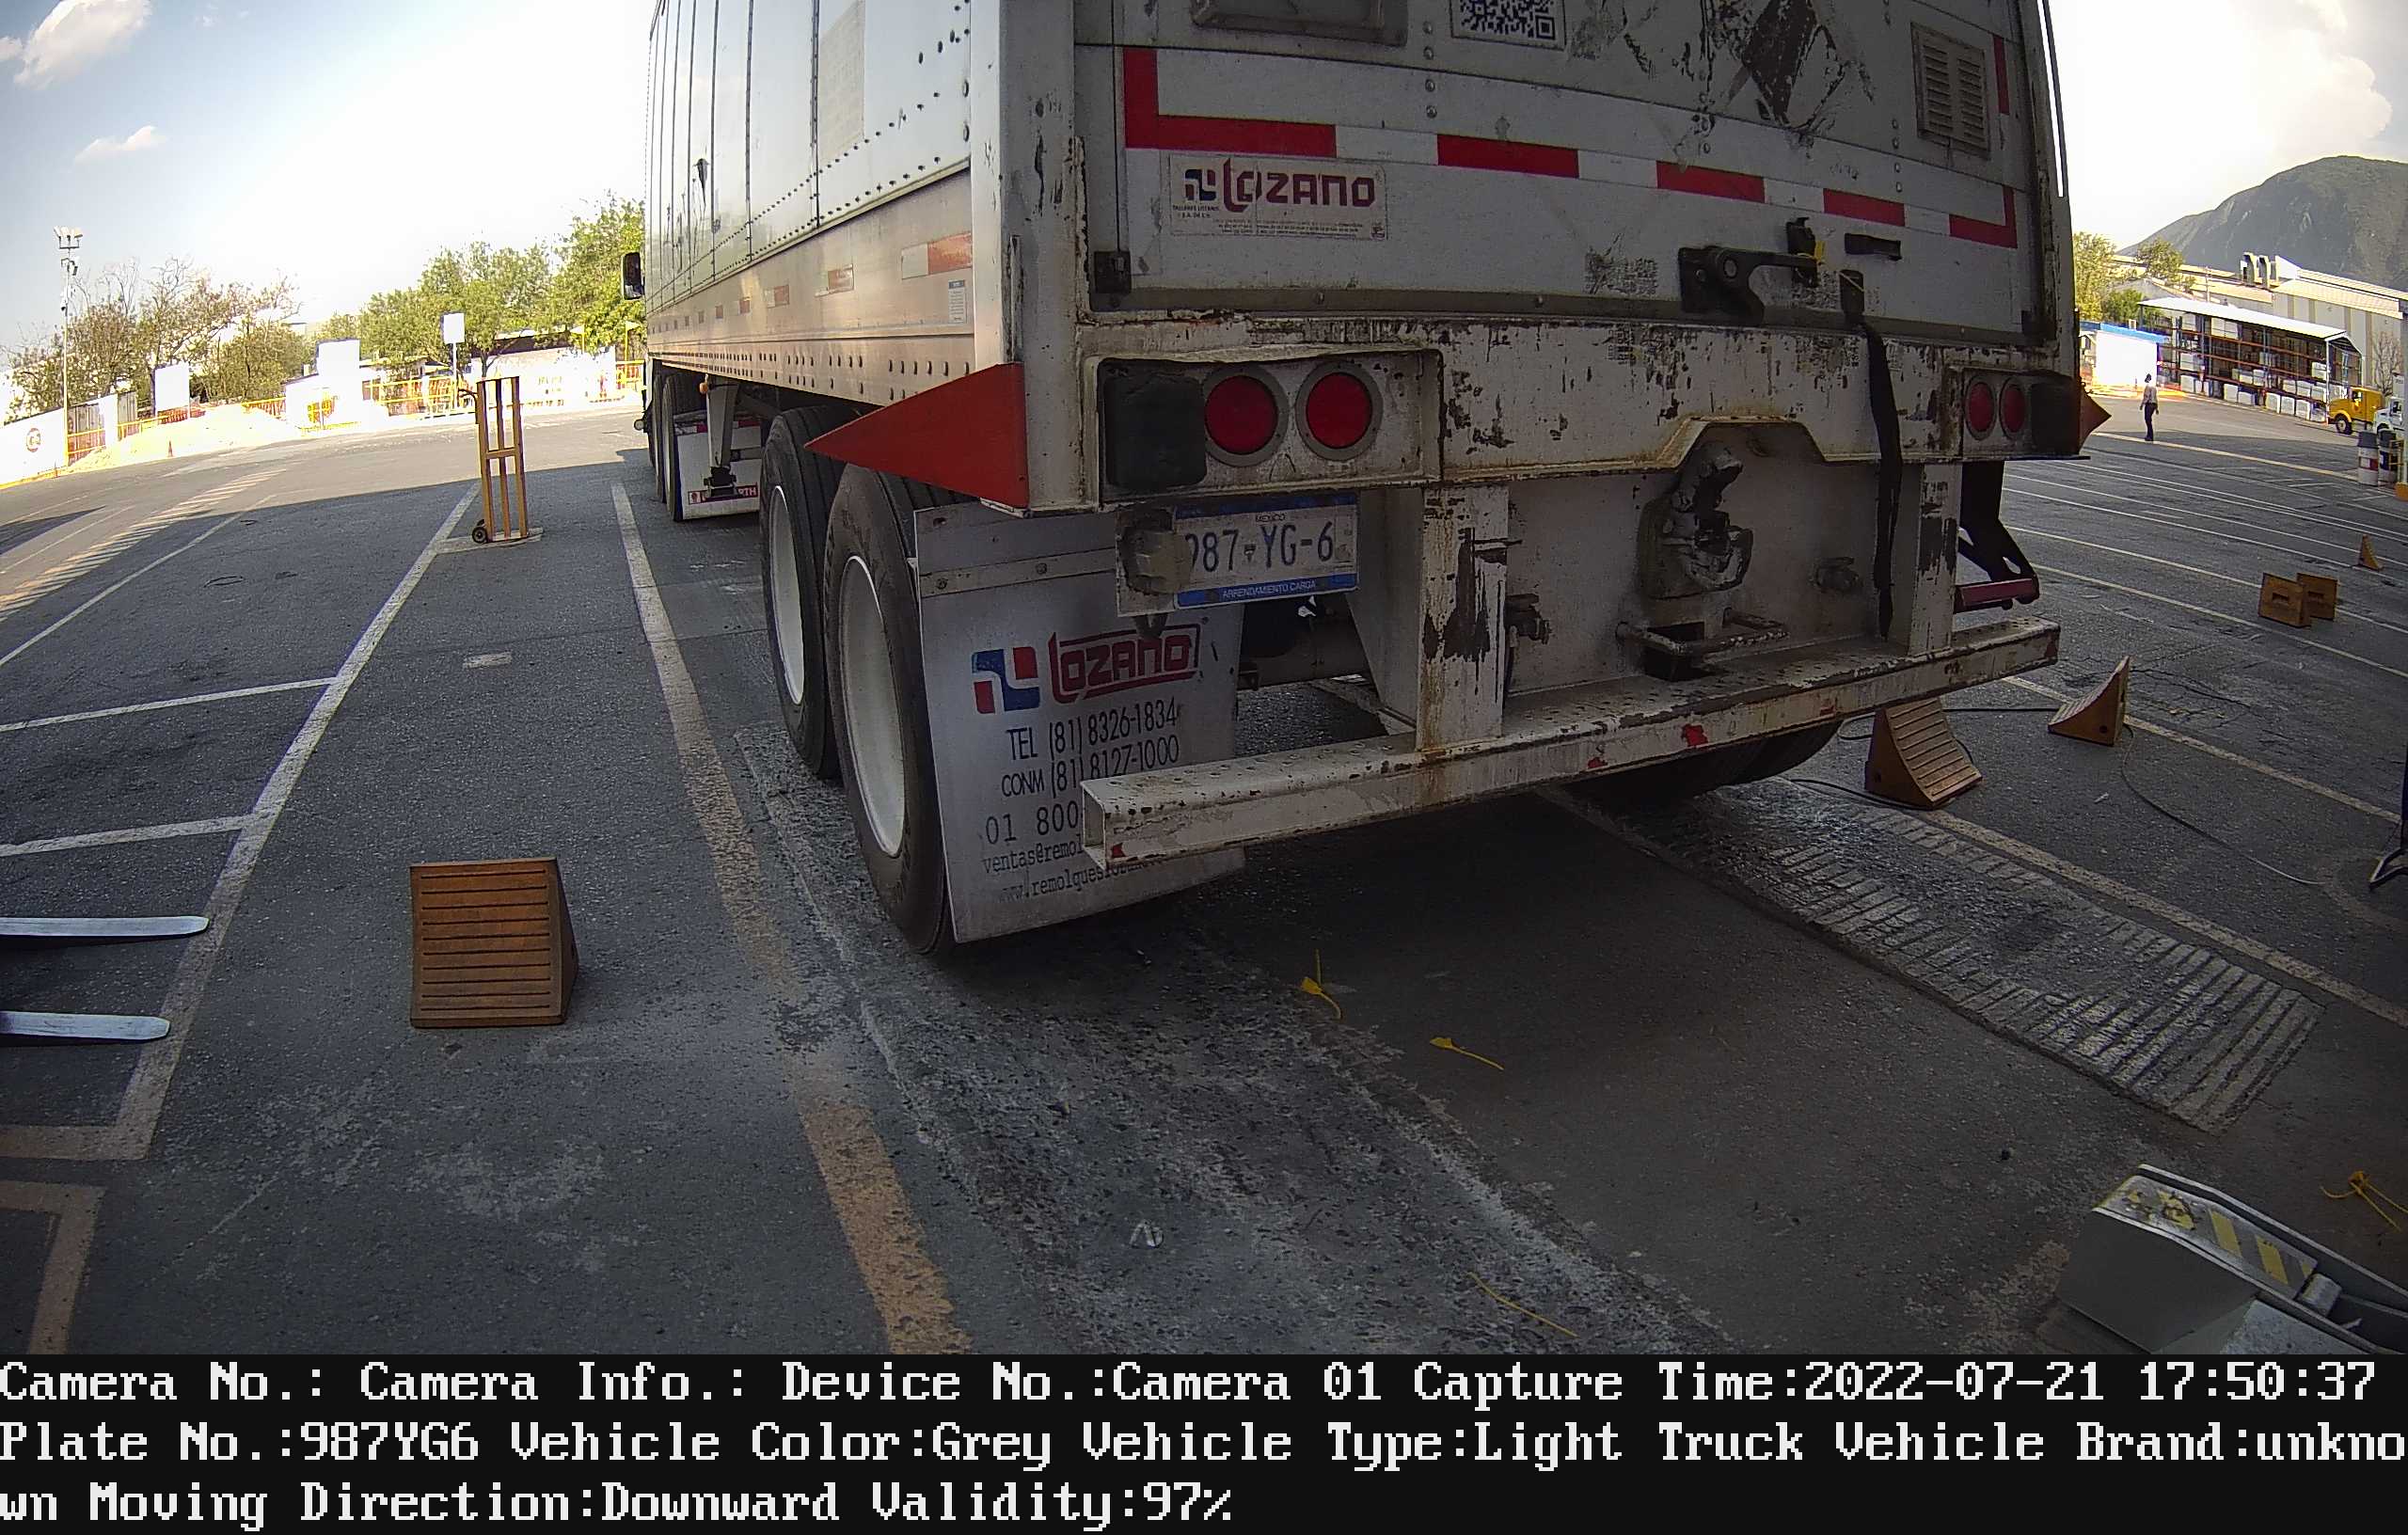 LOZANO
MEXICO
987-YG-6
ARRENDAMIENTO CARGA
LOZANO
TEL (81) 8326-1834
CONM (81) 8127-1000
01 800
Camera No.: Camera Info.: Device No.:Camera 01 Capture Time:2022-07-21 17:50:37
Plate No.:987YG6 Vehicle Color:Grey Vehicle Type:Light Truck Vehicle Brand:unkno
wn Moving Direction:Downward Validity:97%